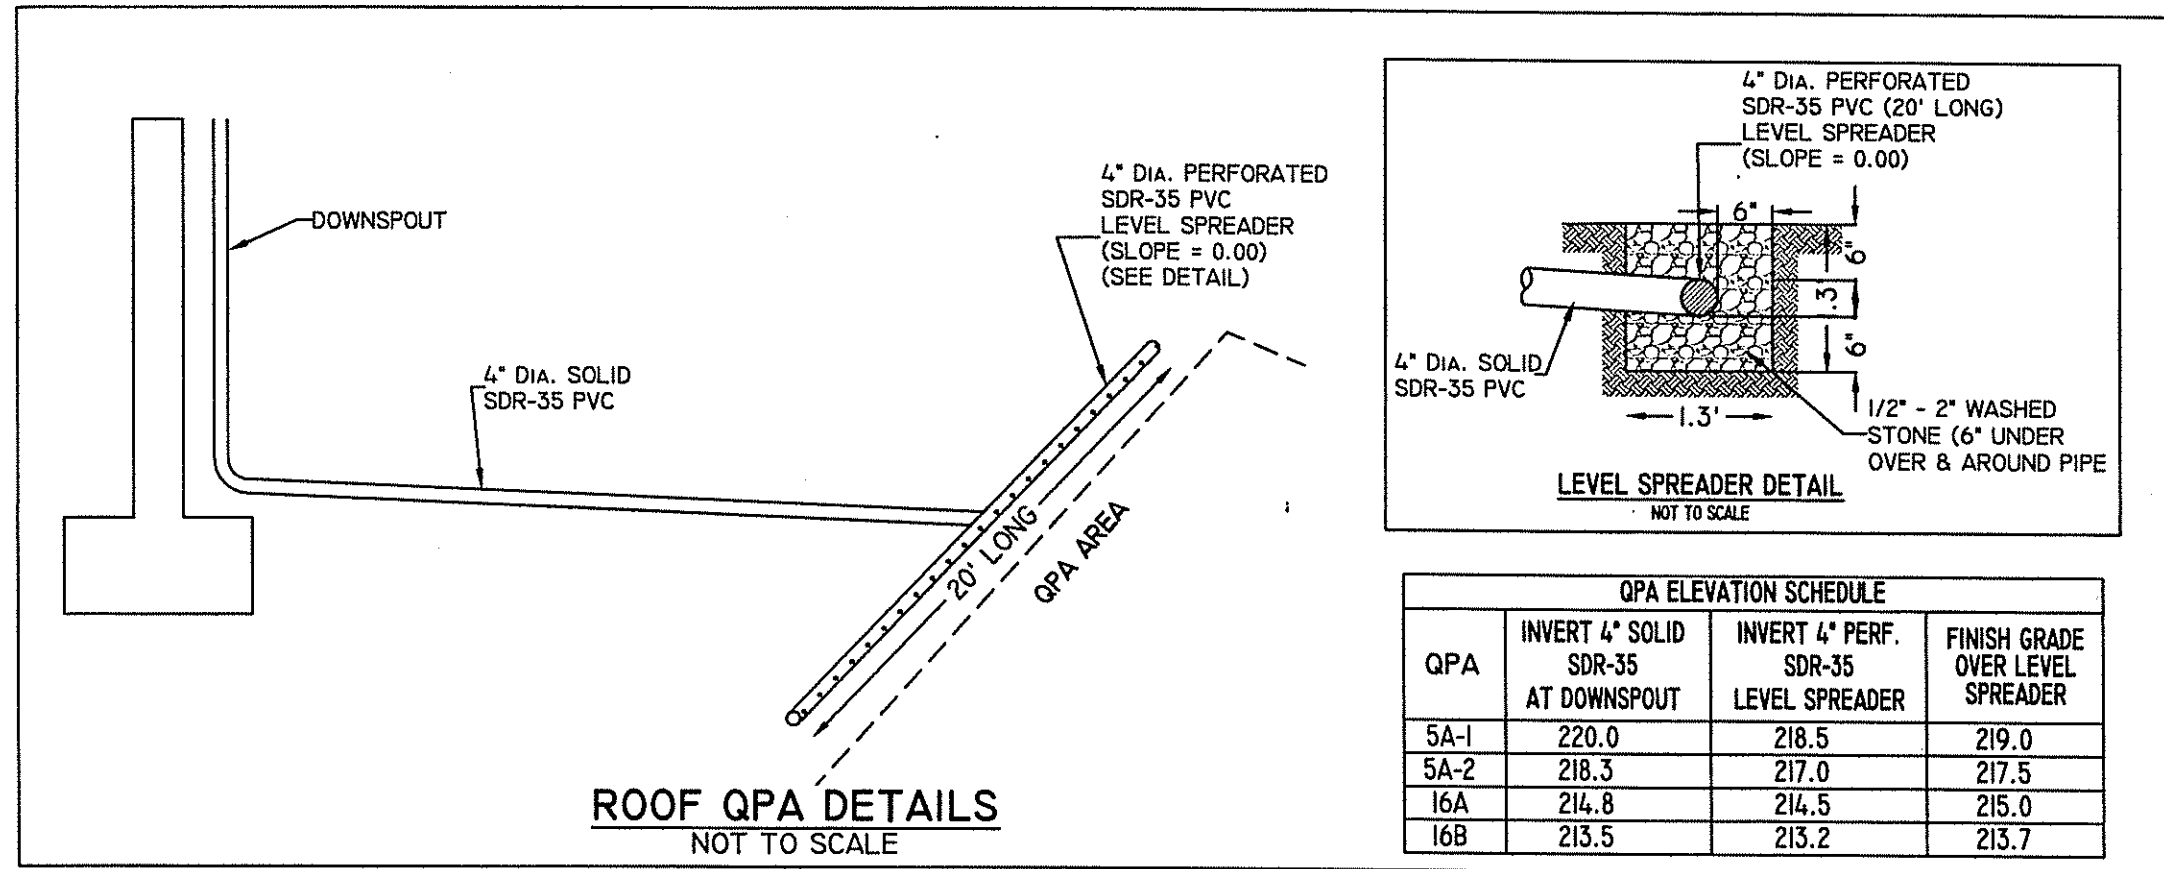 DOWNSPOUT
4" DIA. SOLID
SDR-35 PVC
4" DIA. PERFORATED
SDR-35 PVC
LEVEL SPREADER
(SLOPE = 0.00)
(SEE DETAIL)
20' LONG
QPA AREA
ROOF QPA DETAILS
NOT TO SCALE
4" DIA. PERFORATED
SDR-35 PVC (20' LONG)
LEVEL SPREADER
(SLOPE = 0.00)
6"
6"
.3
6"
4" DIA. SOLID
SDR-35 PVC
1.3'
1/2" - 2" WASHED
STONE (6" UNDER
OVER & AROUND PIPE
LEVEL SPREADER DETAIL
NOT TO SCALE
QPA ELEVATION SCHEDULE
QPA
INVERT 4" SOLID
SDR-35
AT DOWNSPOUT
INVERT 4" PERF.
SDR-35
LEVEL SPREADER
FINISH GRADE
OVER LEVEL
SPREADER
5A-1 220.0 218.5 219.0
5A-2 218.3 217.0 217.5
16A 214.8 214.5 215.0
16B 213.5 213.2 213.7